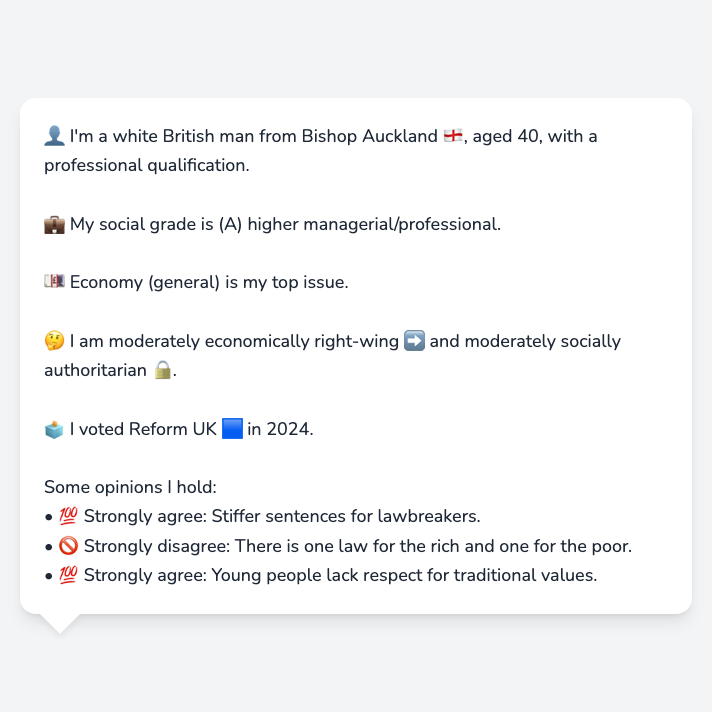 👤 I'm a white British man from Bishop Auckland 🏴󠁧󠁢󠁥󠁮󠁧󠁿, aged 40, with a
professional qualification.
💼 My social grade is (A) higher managerial/professional.
💷 Economy (general) is my top issue.
🤔 I am moderately economically right-wing ➡️ and moderately socially
authoritarian 🔒.
🗳️ I voted Reform UK 🟦 in 2024.
Some opinions I hold:
• 💯 Strongly agree: Stiffer sentences for lawbreakers.
• 🚫 Strongly disagree: There is one law for the rich and one for the poor.
• 💯 Strongly agree: Young people lack respect for traditional values.